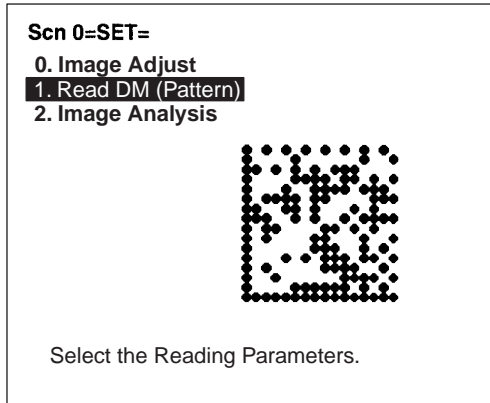 Scn 0=SET=
0. Image Adjust
1. Read DM (Pattern)
2. Image Analysis
Select the Reading Parameters.